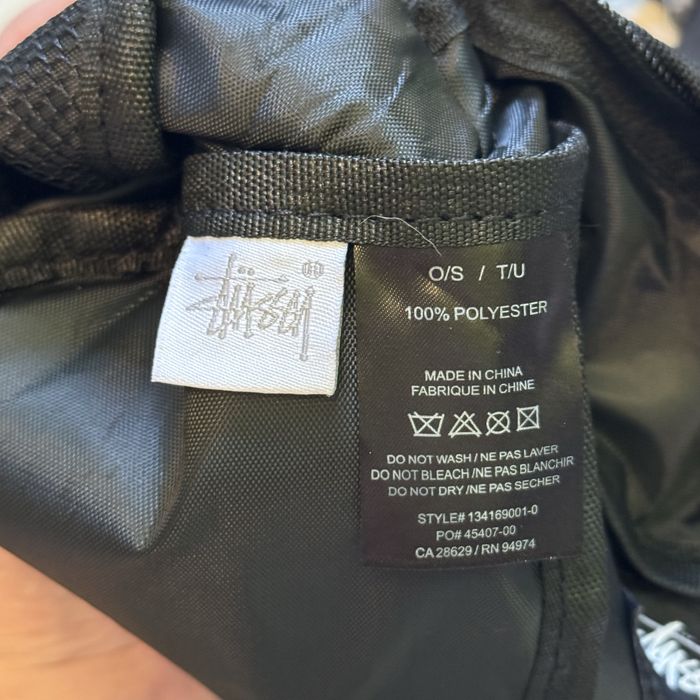 Stüssy
O/S / T/U
100% POLYESTER
MADE IN CHINA
FABRIQUE IN CHINE
DO NOT WASH / NE PAS LAVER
DO NOT BLEACH / NE PAS BLANCHIR
DO NOT DRY / NE PAS SECHER
STYLE# 134169001-0
PO# 45407-00
CA 28629 / RN 94974